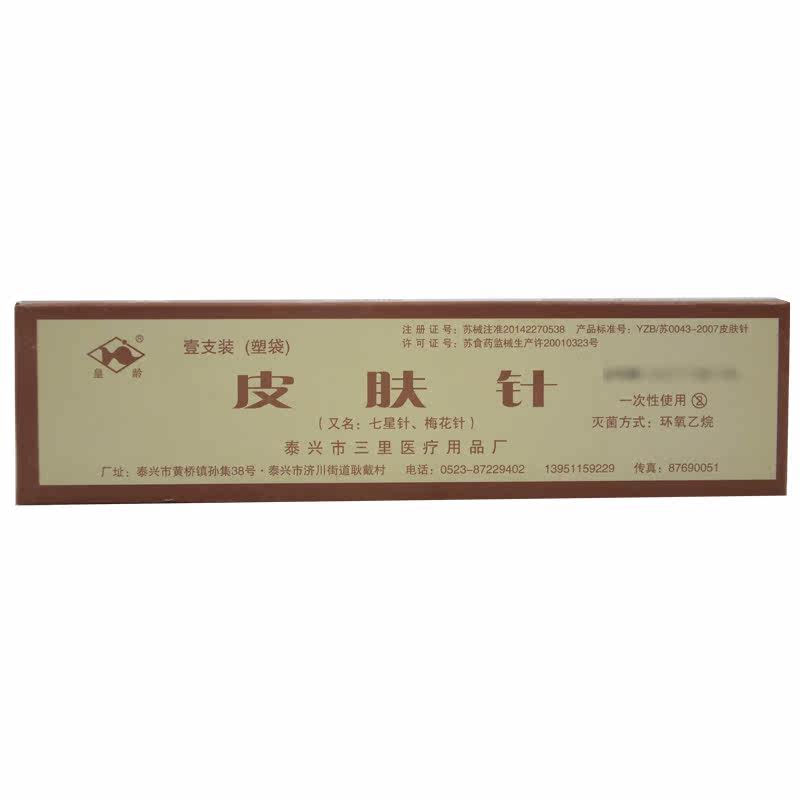 皇龄®
壹支装（塑袋）
注册证号：苏械注准20142270538 产品标准号：YZB/苏0043-2007皮肤针
许可证号：苏食药监械生产许20010323号
皮肤针
（又名：七星针、梅花针）
一次性使用
灭菌方式：环氧乙烷
泰兴市三里医疗用品厂
厂址：泰兴市黄桥镇孙集38号·泰兴市济川街道耿戴村 电话：0523-87229402 13951159229 传真：87690051